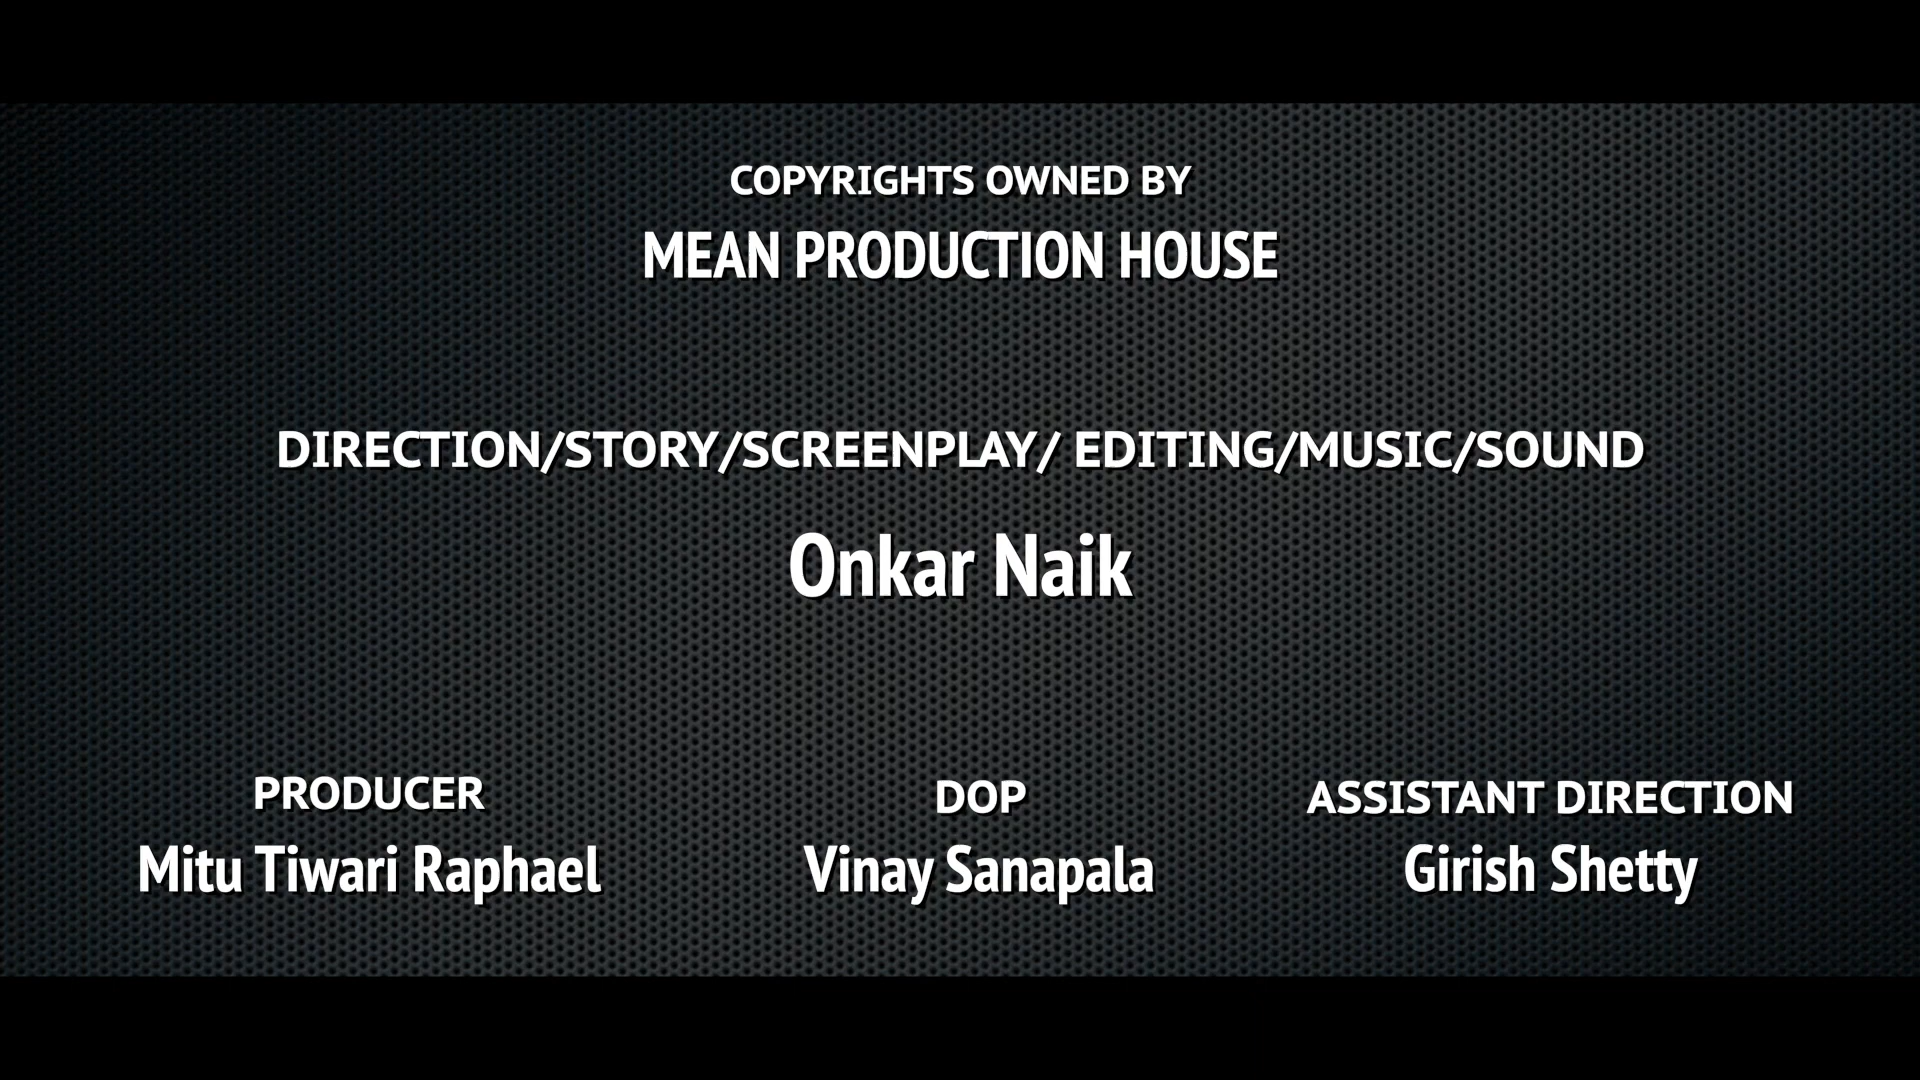 COPYRIGHTS OWNED BY
MEAN PRODUCTION HOUSE
DIRECTION/STORY/SCREENPLAY/ EDITING/MUSIC/SOUND
Onkar Naik
PRODUCER
Mitu Tiwari Raphael
DOP
Vinay Sanapala
ASSISTANT DIRECTION
Girish Shetty